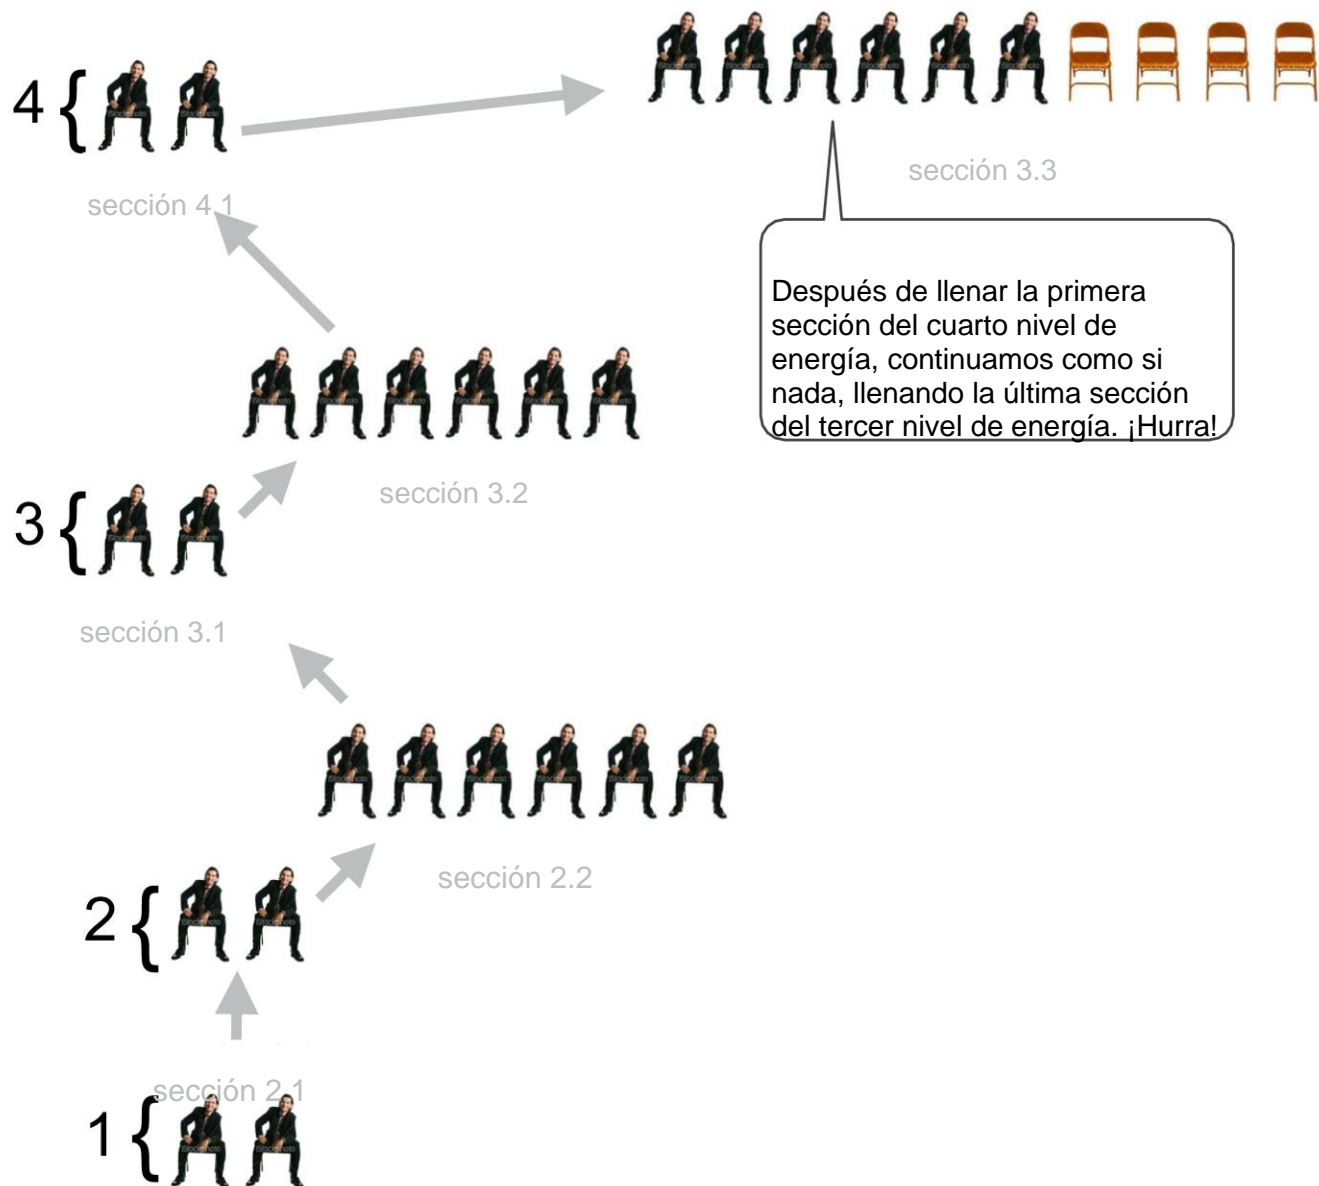 4 {
sección 4.1
sección 3.3
Después de llenar la primera
sección del cuarto nivel de
energía, continuamos como si
nada, llenando la última sección
del tercer nivel de energía. ¡Hurra!
3 {
sección 3.2
sección 3.1
2 {
sección 2.2
sección 2.1
1 {